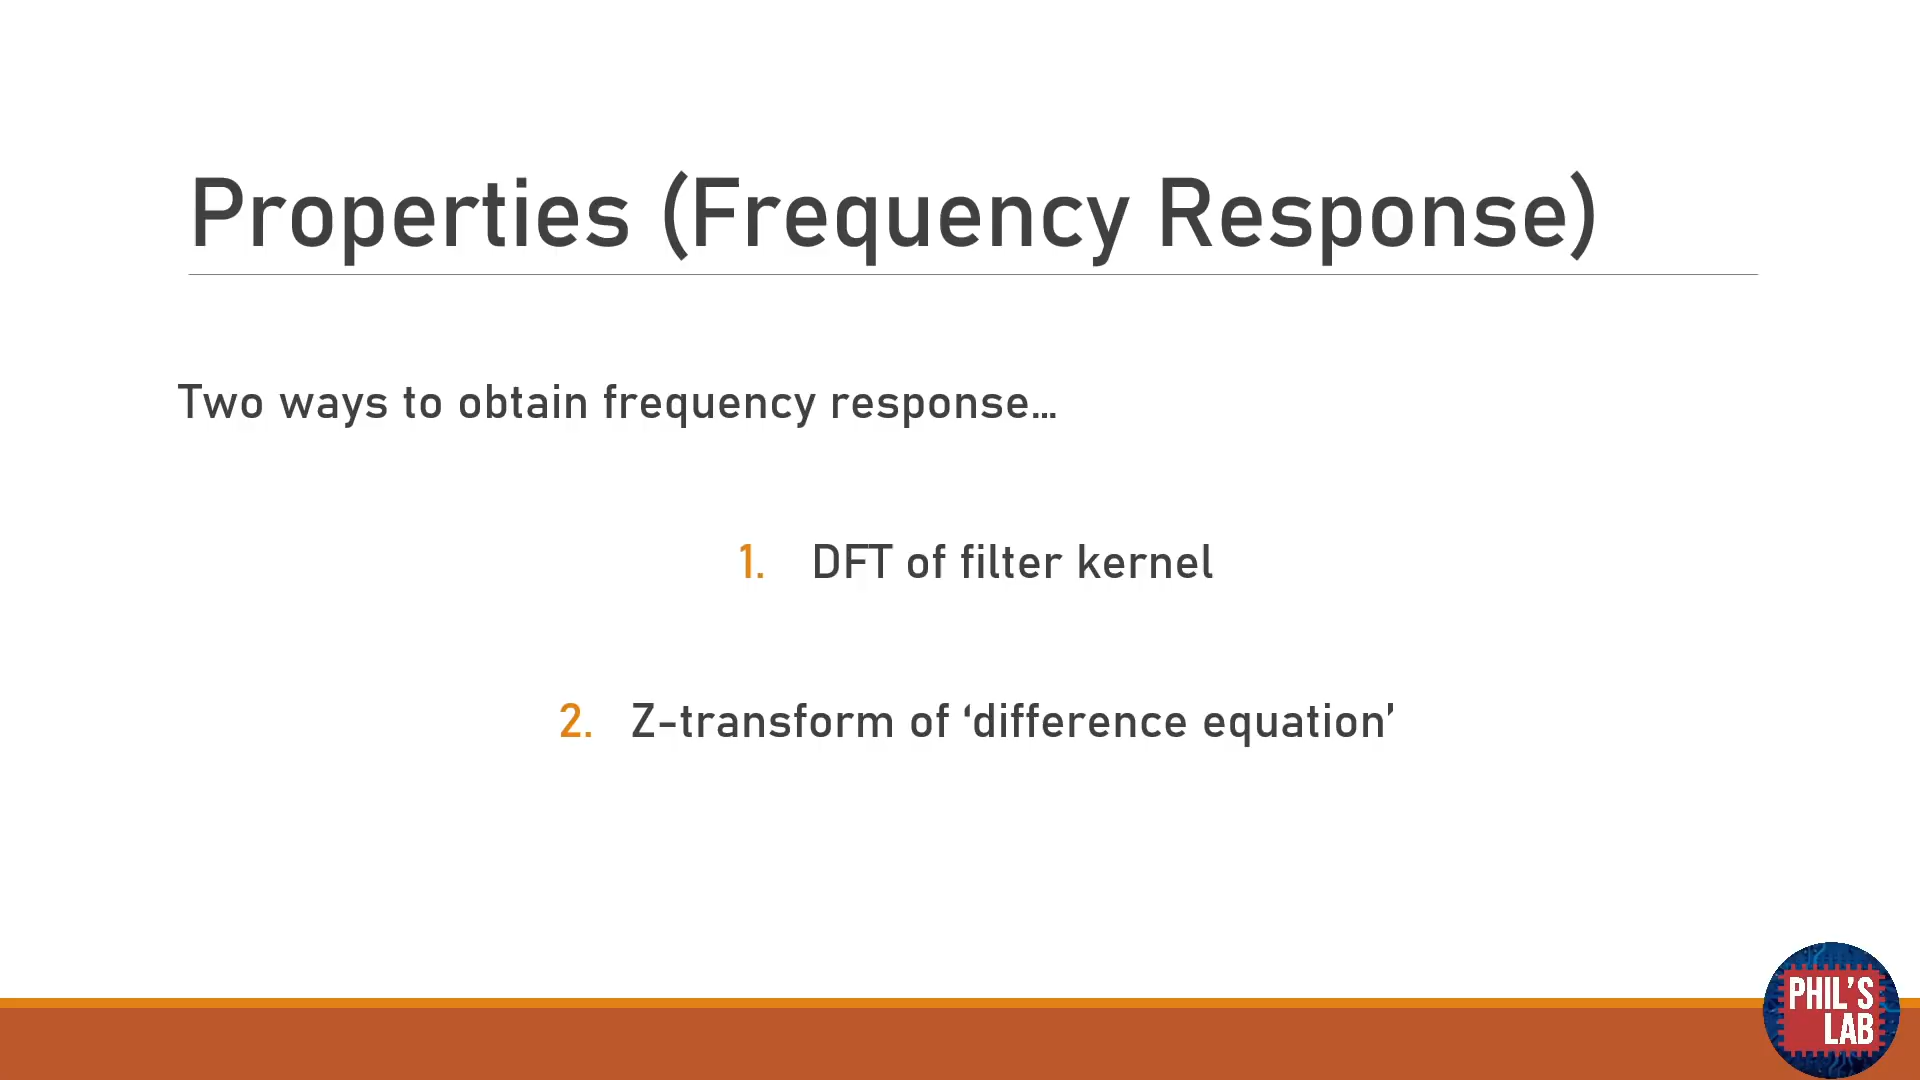 Properties (Frequency Response)
Two ways to obtain frequency response…
1. DFT of filter kernel
2. Z-transform of ‘difference equation’
PHIL'S
LAB